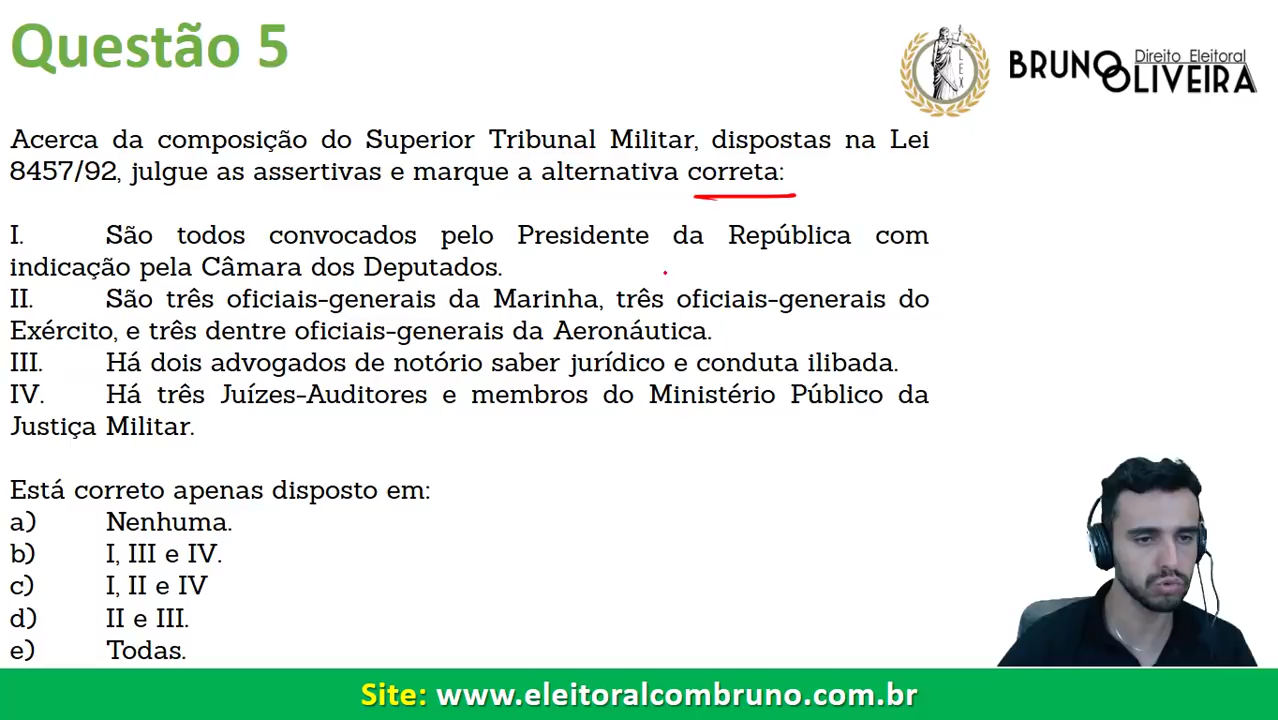 Questão 5
LEX
Direito Eleitoral
BRUNO
OLIVEIRA
Acerca da composição do Superior Tribunal Militar, dispostas na Lei
8457/92, julgue as assertivas e marque a alternativa correta:
I. São todos convocados pelo Presidente da República com
indicação pela Câmara dos Deputados.
II. São três oficiais-generais da Marinha, três oficiais-generais do
Exército, e três dentre oficiais-generais da Aeronáutica.
III. Há dois advogados de notório saber jurídico e conduta ilibada.
IV. Há três Juízes-Auditores e membros do Ministério Público da
Justiça Militar.
Está correto apenas disposto em:
a) Nenhuma.
b) I, III e IV.
c) I, II e IV
d) II e III.
e) Todas.
Site: www.eleitoralcombruno.com.br